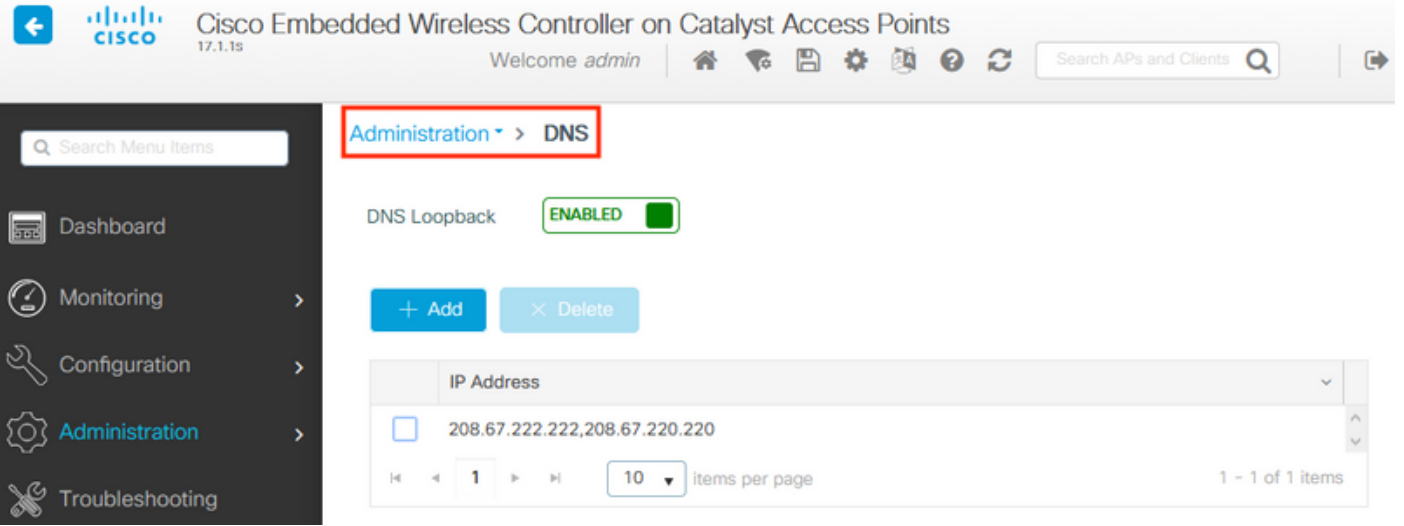 CISCO
Cisco Embedded Wireless Controller on Catalyst Access Points
17.1.1s
Welcome admin
Search APs and Clients
Search Menu Items
Dashboard
Monitoring
Configuration
Administration
Troubleshooting
Administration > DNS
DNS Loopback
ENABLED
+ Add
× Delete
IP Address
208.67.222.222,208.67.220.220
1
10
items per page
1 - 1 of 1 items